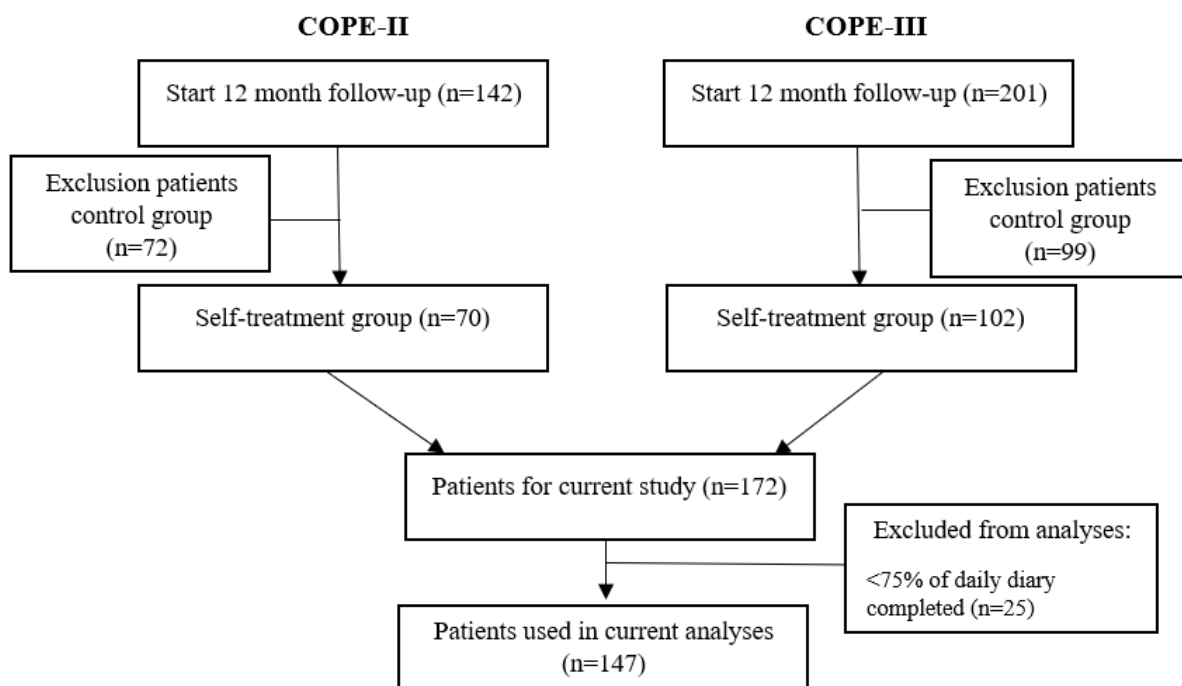 COPE-II
COPE-III
Start 12 month follow-up (n=142)
Start 12 month follow-up (n=201)
Exclusion patients
control group
(n=72)
Exclusion patients
control group
(n=99)
Self-treatment group (n=70)
Self-treatment group (n=102)
Patients for current study (n=172)
Excluded from analyses:
<75% of daily diary
completed (n=25)
Patients used in current analyses
(n=147)